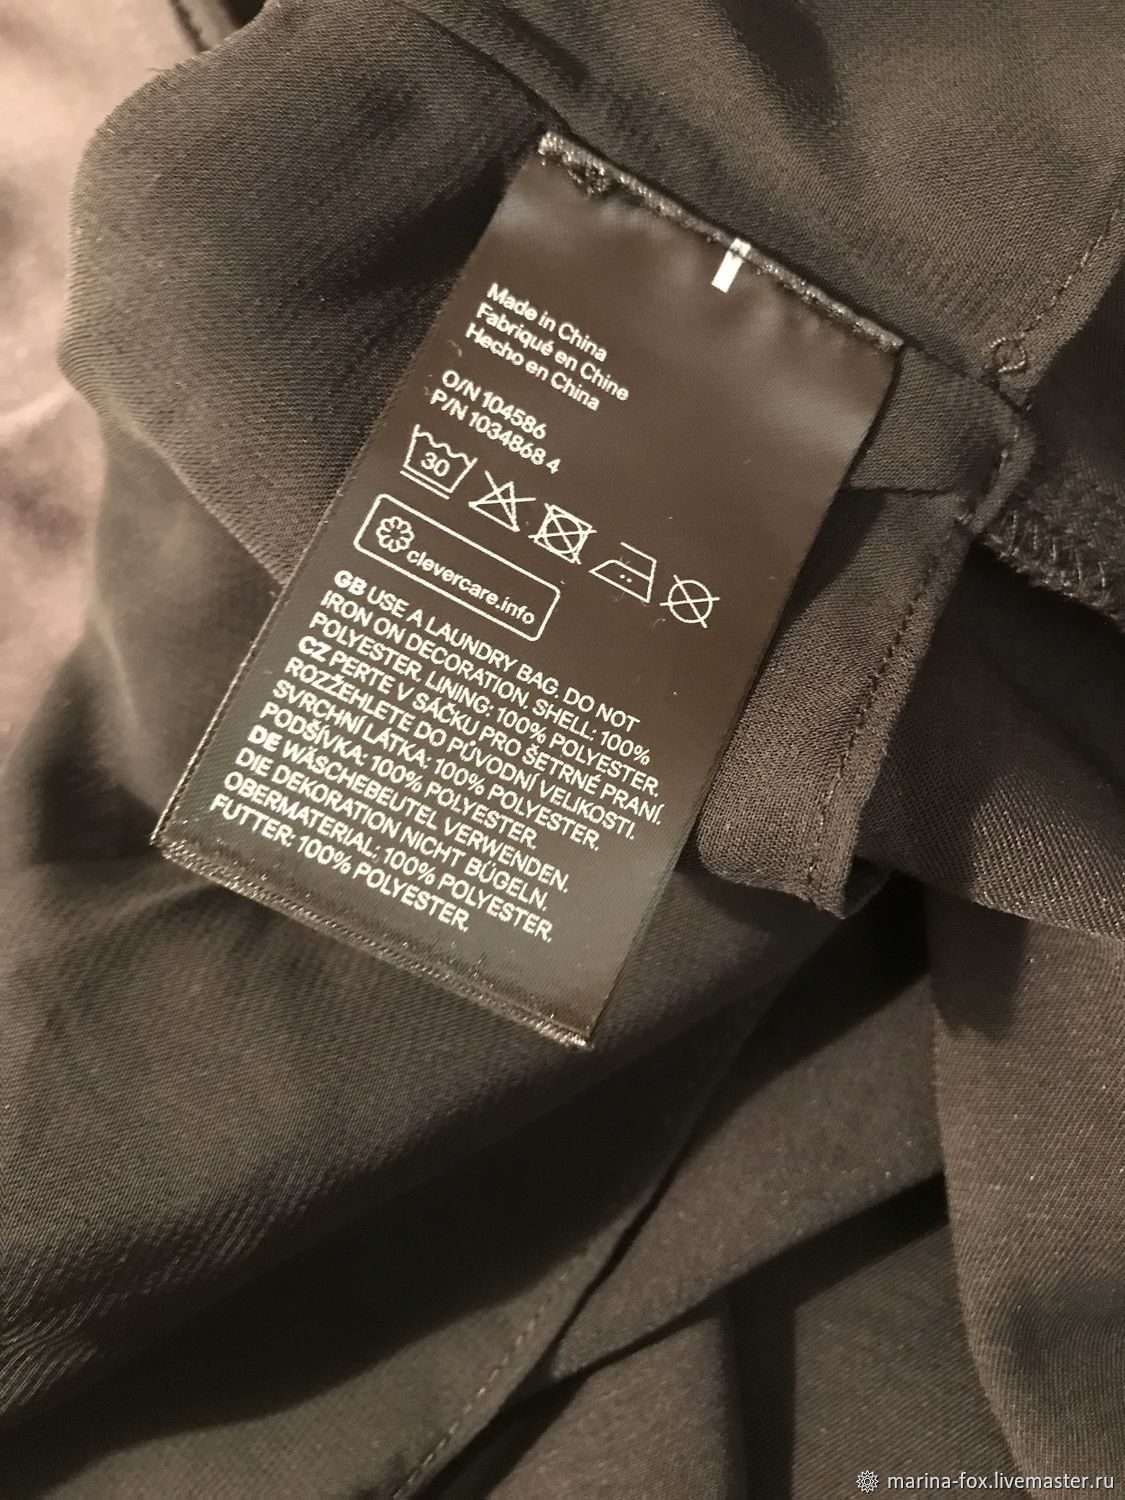 Made in China
Fabriqué en Chine
Hecho en China
O/N 104586
P/N 1034868 4
30
clevercare.info
GB USE A LAUNDRY BAG. DO NOT
IRON ON DECORATION. SHELL: 100%
POLYESTER. LINING: 100% POLYESTER.
CZ PERTE V SÁČKU PRO ŠETRNÉ PRANÍ.
ROZŽEHLETE DO PŮVODNÍ VELIKOSTI.
SVRCHNÍ LÁTKA: 100% POLYESTER.
PODŠÍVKA: 100% POLYESTER.
DE WÄSCHEBEUTEL VERWENDEN.
DIE DEKORATION NICHT BÜGELN.
OBERMATERIAL: 100% POLYESTER.
FUTTER: 100% POLYESTER.
marina-fox.livemaster.ru